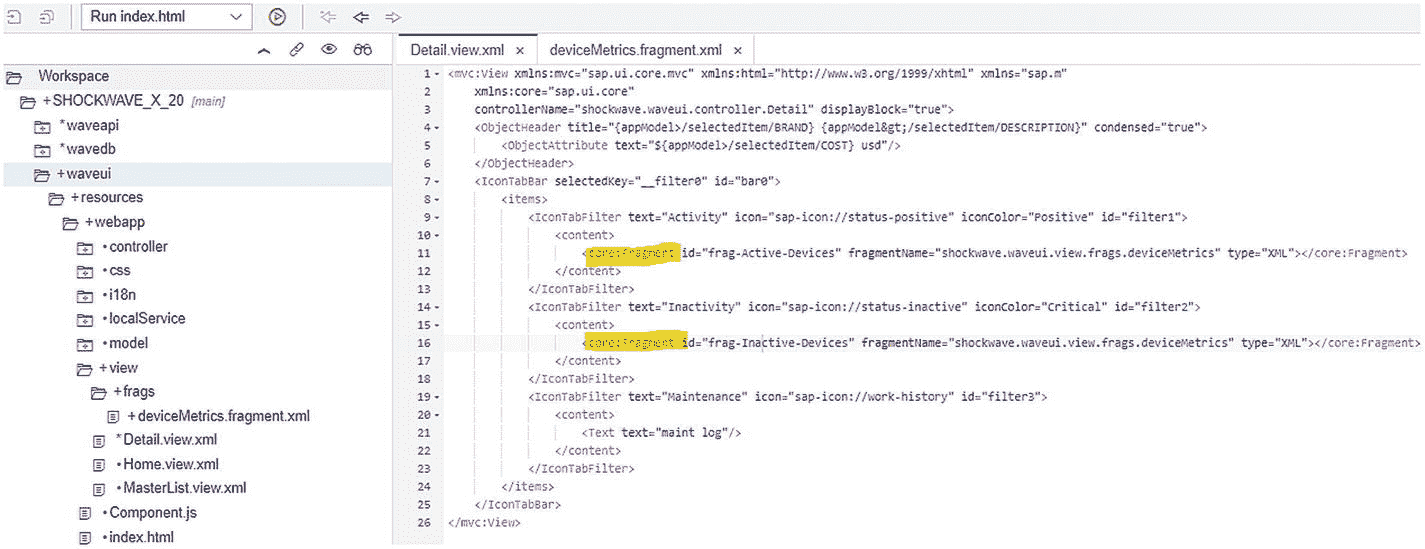 Run index.html
Workspace
+SHOCKWAVE_X_20 [main]
*waveapi
*wavedb
+waveui
+resources
+webapp
•controller
•css
•i18n
•localService
•model
+view
+frags
+deviceMetrics.fragment.xml
*Detail.view.xml
•Home.view.xml
•MasterList.view.xml
•Component.js
•index.html
Detail.view.xml × deviceMetrics.fragment.xml ×
1 <mvc:View xmlns:mvc="sap.ui.core.mvc" xmlns:html="http://www.w3.org/1999/xhtml" xmlns="sap.m"
2 xmlns:core="sap.ui.core"
3 controllerName="shockwave.waveui.controller.Detail" displayBlock="true">
4 <ObjectHeader title="{appModel>/selectedItem/BRAND} {appModel&gt;/selectedItem/DESCRIPTION}" condensed="true">
5 <ObjectAttribute text="${appModel>/selectedItem/COST} usd"/>
6 </ObjectHeader>
7 <IconTabBar selectedKey="__filter0" id="bar0">
8 <items>
9 <IconTabFilter text="Activity" icon="sap-icon://status-positive" iconColor="Positive" id="filter1">
10 <content>
11 <core:Fragment id="frag-Active-Devices" fragmentName="shockwave.waveui.view.frags.deviceMetrics" type="XML"></core:Fragment>
12 </content>
13 </IconTabFilter>
14 <IconTabFilter text="Inactivity" icon="sap-icon://status-inactive" iconColor="Critical" id="filter2">
15 <content>
16 <core:Fragment id="frag-Inactive-Devices" fragmentName="shockwave.waveui.view.frags.deviceMetrics" type="XML"></core:Fragment>
17 </content>
18 </IconTabFilter>
19 <IconTabFilter text="Maintenance" icon="sap-icon://work-history" id="filter3">
20 <content>
21 <Text text="maint log"/>
22 </content>
23 </IconTabFilter>
24 </items>
25 </IconTabBar>
26 </mvc:View>